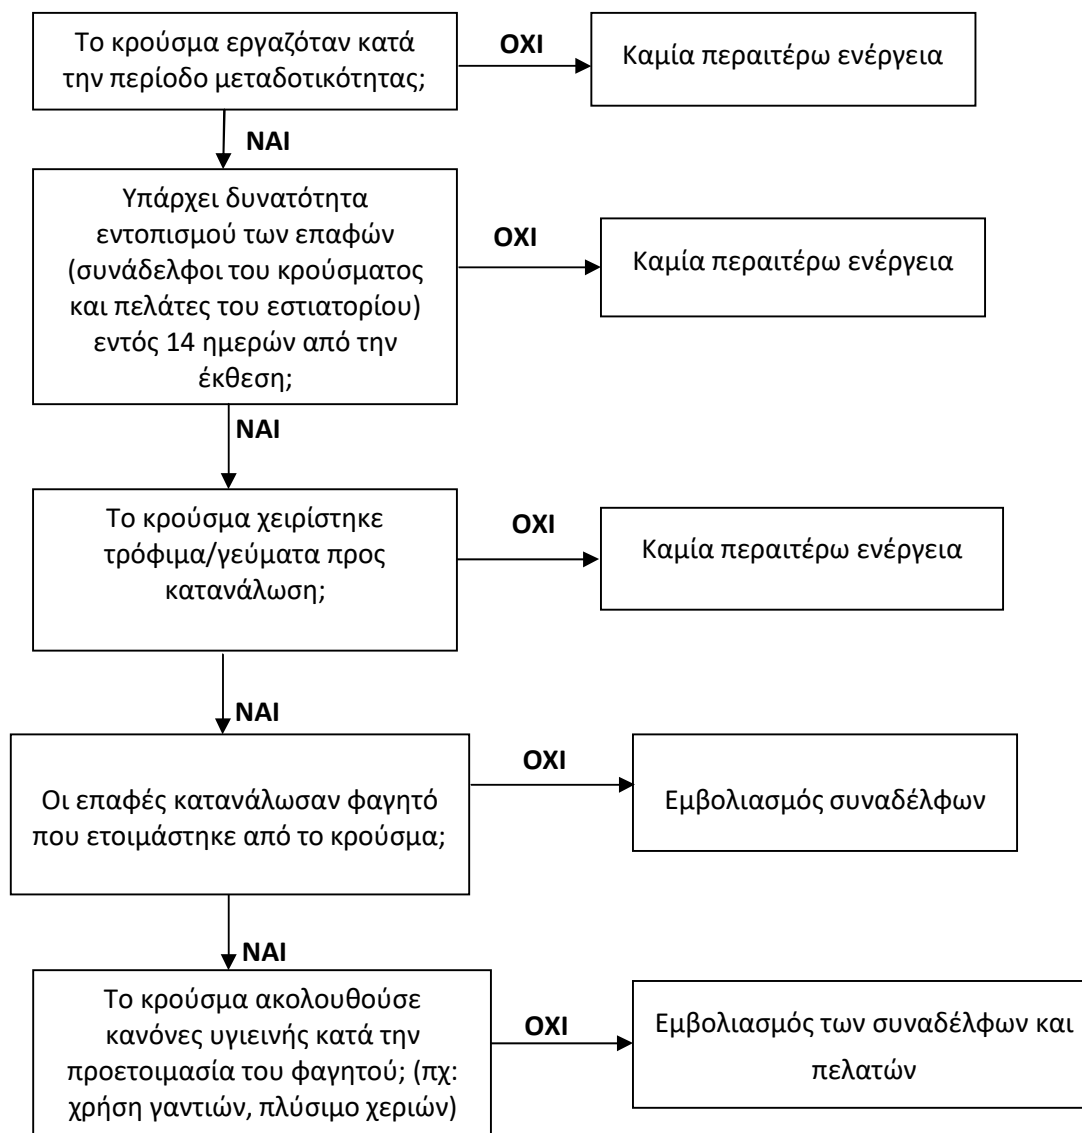 Το κρούσμα εργαζόταν κατά
την περίοδο μεταδοτικότητας;
ΟΧΙ
Καμία περαιτέρω ενέργεια
ΝΑΙ
Υπάρχει δυνατότητα
εντοπισμού των επαφών
(συνάδελφοι του κρούσματος
και πελάτες του εστιατορίου)
εντός 14 ημερών από την
έκθεση;
ΟΧΙ
Καμία περαιτέρω ενέργεια
ΝΑΙ
Το κρούσμα χειρίστηκε
τρόφιμα/γεύματα προς
κατανάλωση;
ΟΧΙ
Καμία περαιτέρω ενέργεια
ΝΑΙ
Οι επαφές κατανάλωσαν φαγητό
που ετοιμάστηκε από το κρούσμα;
ΟΧΙ
Εμβολιασμός συναδέλφων
ΝΑΙ
Το κρούσμα ακολουθούσε
κανόνες υγιεινής κατά την
προετοιμασία του φαγητού; (πχ:
χρήση γαντιών, πλύσιμο χεριών)
ΟΧΙ
Εμβολιασμός των συναδέλφων και
πελατών